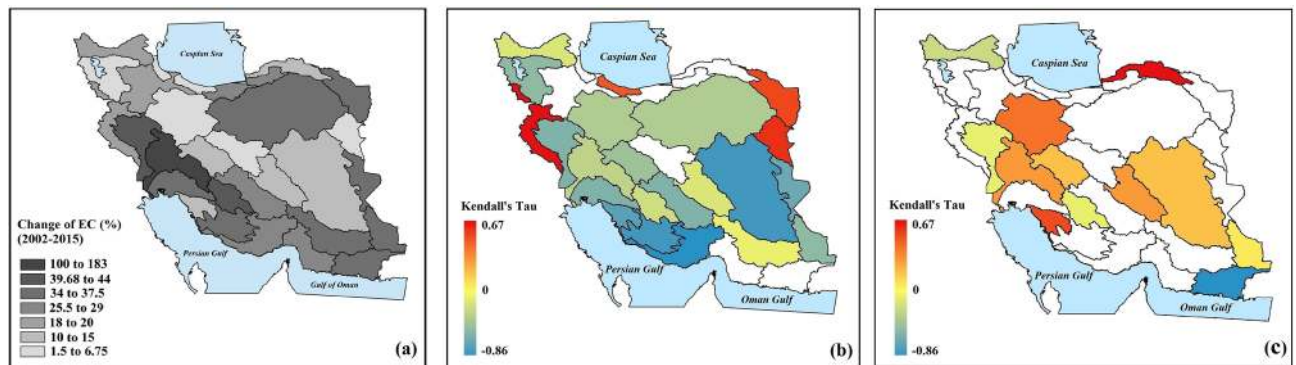 Caspian Sea
Change of EC (%)
(2002-2015)
100 to 183
39.68 to 44
34 to 37.5
25.5 to 29
18 to 20
10 to 15
1.5 to 6.75
Persian Gulf
Gulf of Oman
(a)
Caspian Sea
Kendall's Tau
0.67
0
-0.86
Persian Gulf
Oman Gulf
(b)
Caspian Sea
Kendall's Tau
0.67
0
-0.86
Persian Gulf
Oman Gulf
(c)